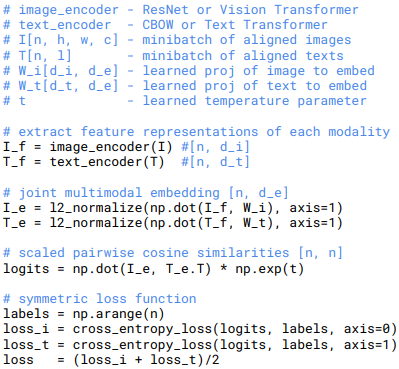 # image_encoder - ResNet or Vision Transformer
# text_encoder  - CBOW or Text Transformer
# I[n, h, w, c] - minibatch of aligned images
# T[n, l]       - minibatch of aligned texts
# W_i[d_i, d_e] - learned proj of image to embed
# W_t[d_t, d_e] - learned proj of text to embed
# t             - learned temperature parameter

# extract feature representations of each modality
I_f = image_encoder(I) #[n, d_i]
T_f = text_encoder(T)  #[n, d_t]

# joint multimodal embedding [n, d_e]
I_e = l2_normalize(np.dot(I_f, W_i), axis=1)
T_e = l2_normalize(np.dot(T_f, W_t), axis=1)

# scaled pairwise cosine similarities [n, n]
logits = np.dot(I_e, T_e.T) * np.exp(t)

# symmetric loss function
labels = np.arange(n)
loss_i = cross_entropy_loss(logits, labels, axis=0)
loss_t = cross_entropy_loss(logits, labels, axis=1)
loss   = (loss_i + loss_t)/2